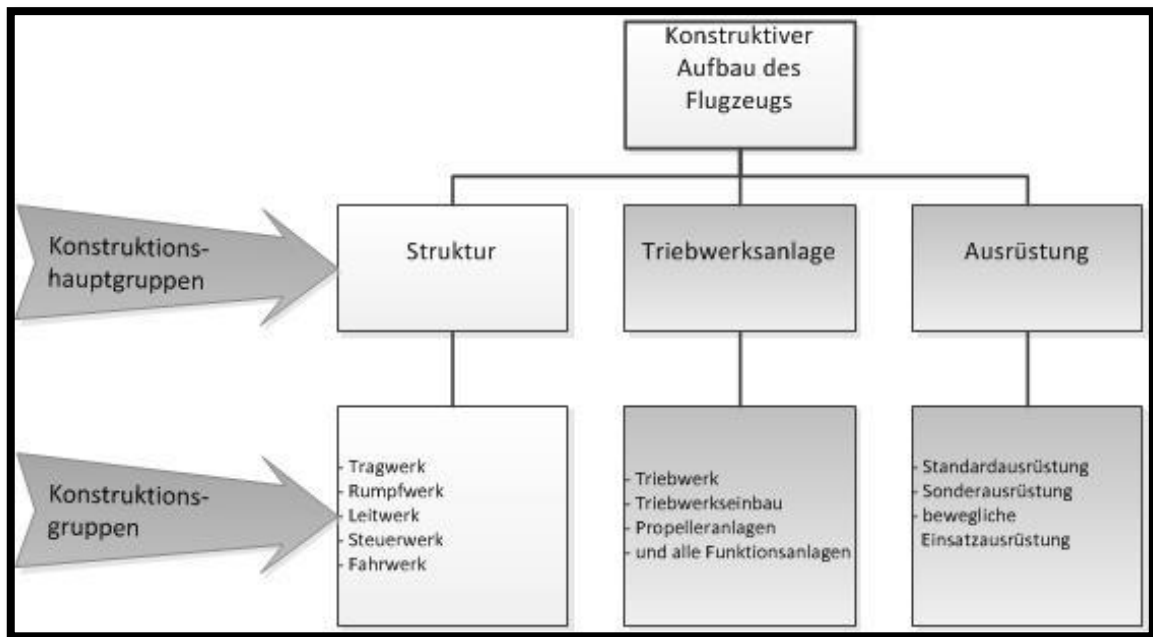 Konstruktiver
Aufbau des
Flugzeugs
Konstruktions-
hauptgruppen
Struktur
Triebwerksanlage
Ausrüstung
Konstruktions-
gruppen
- Tragwerk
- Rumpfwerk
- Leitwerk
- Steuerwerk
- Fahrwerk
- Triebwerk
- Triebwerkseinbau
- Propelleranlagen
- und alle Funktionsanlagen
- Standardausrüstung
- Sonderausrüstung
- bewegliche
Einsatzausrüstung